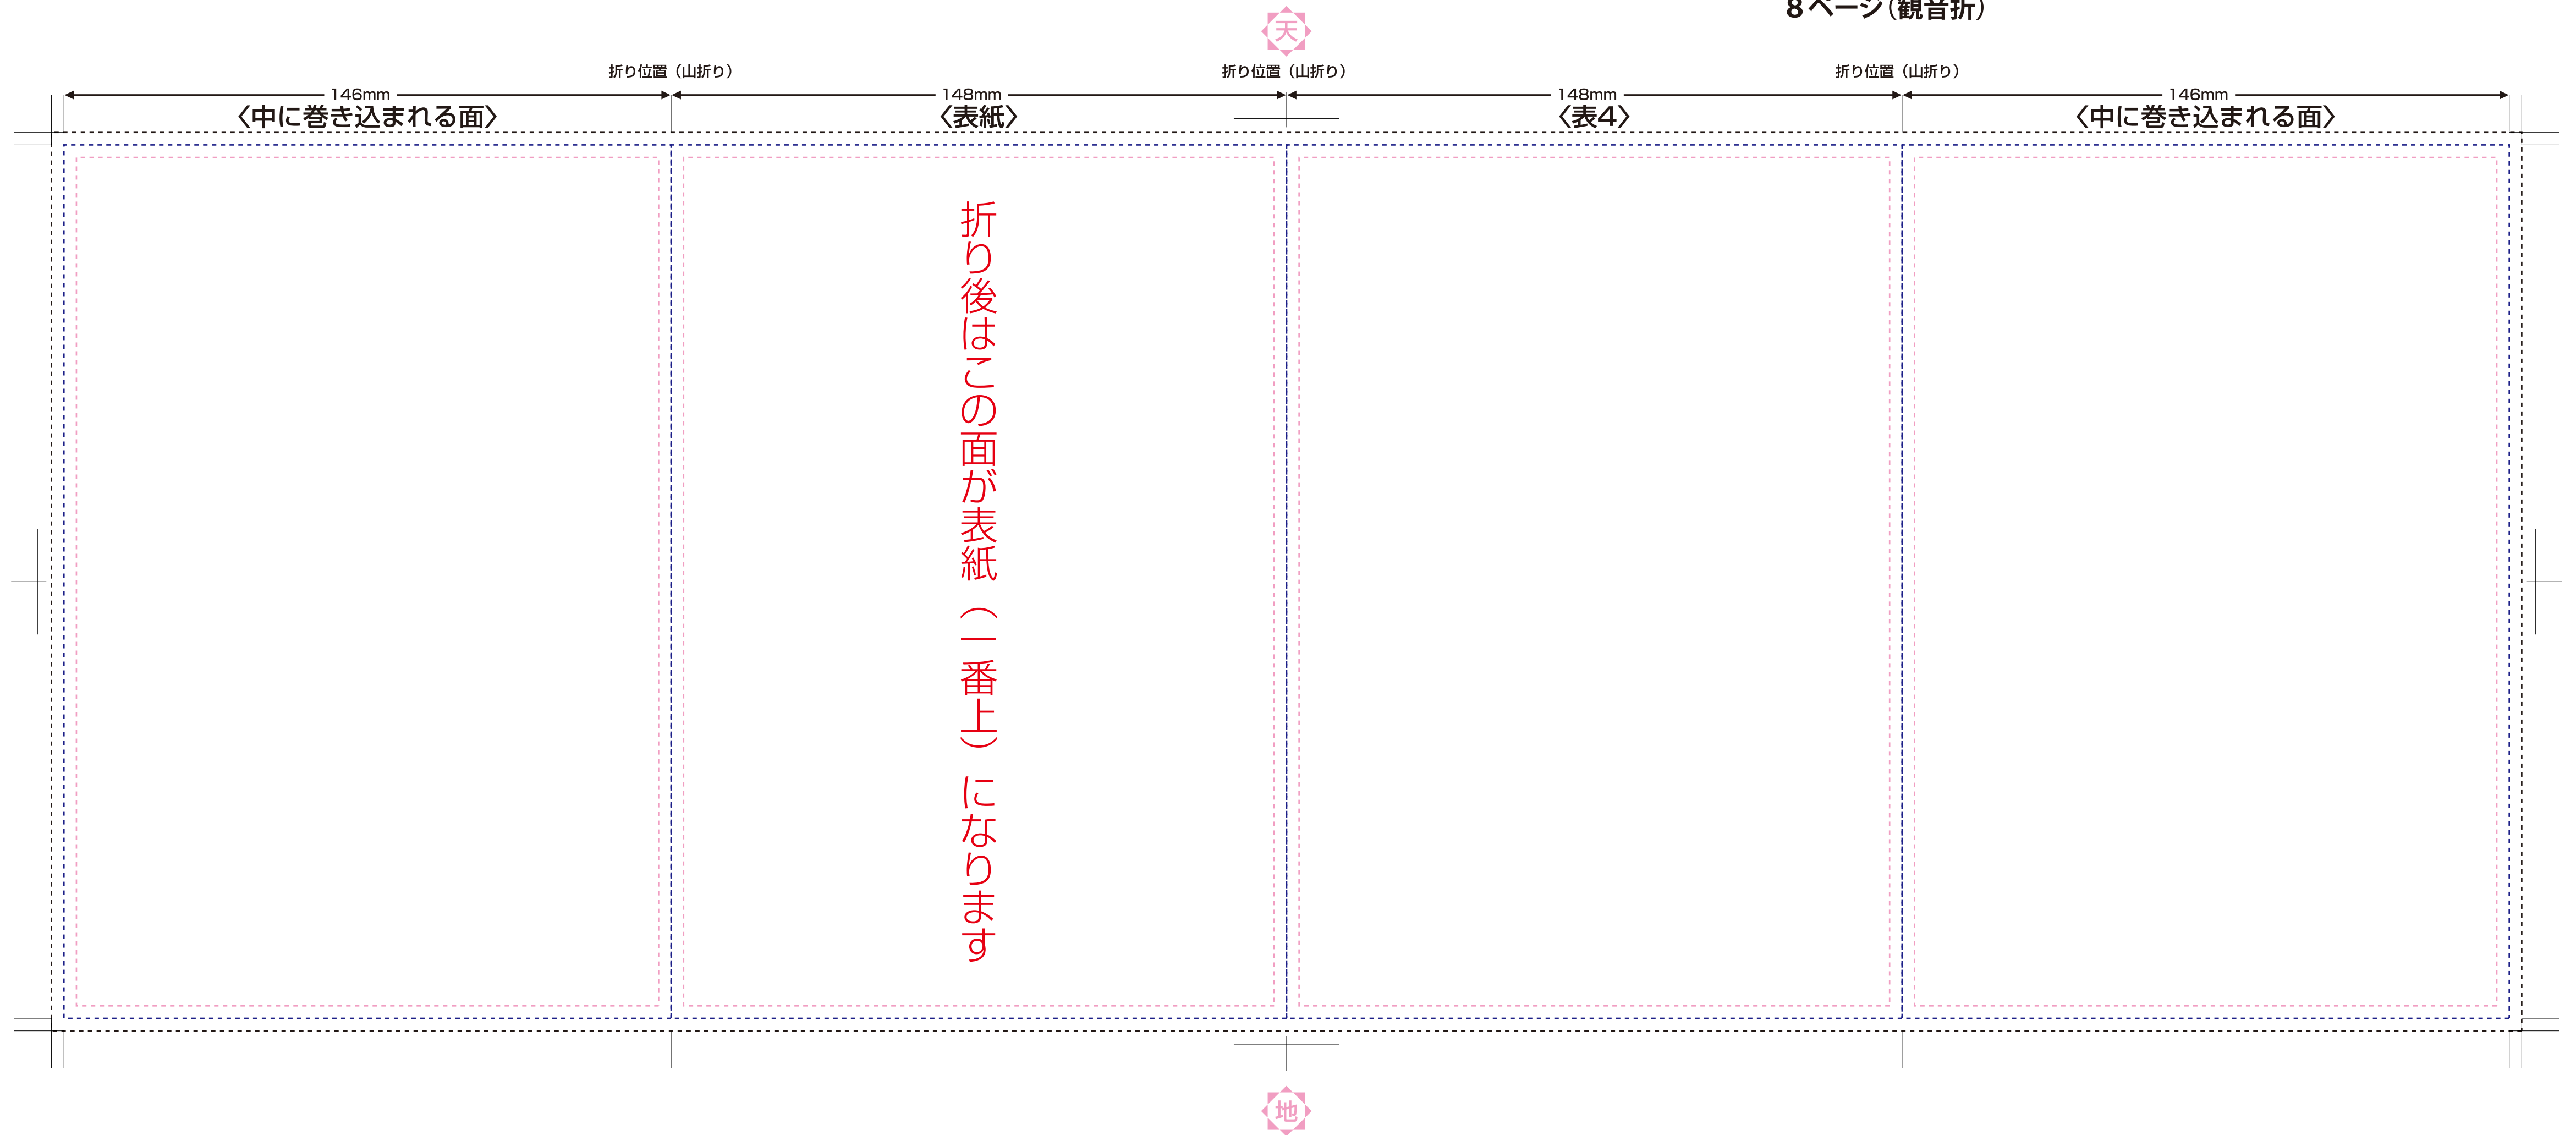 8ページ（観音折）
天
折り位置（山折り）
折り位置（山折り）
折り位置（山折り）
146mm
148mm
148mm
146mm
〈中に巻き込まれる面〉
〈表紙〉
〈表4〉
〈中に巻き込まれる面〉
折り後はこの面が表紙（一番上）になります
地